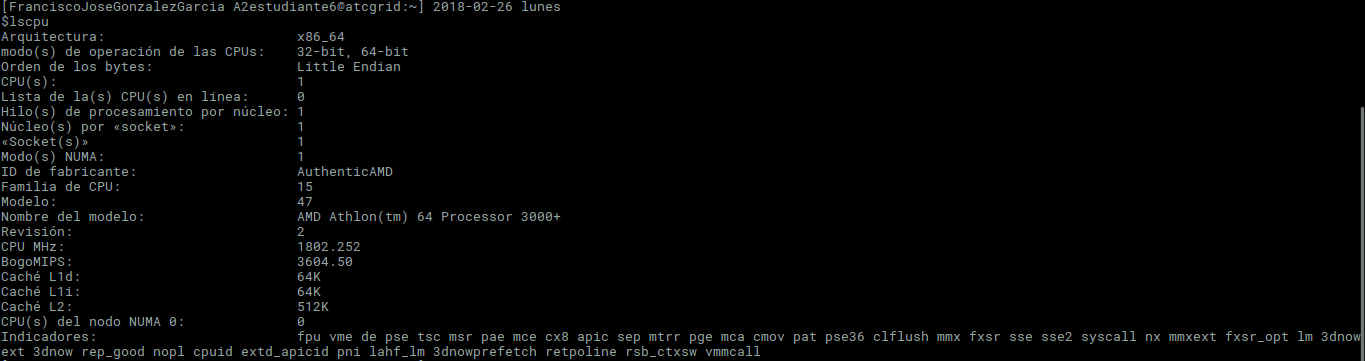 [FranciscoJoseGonzalezGarcia A2estudiante6@atcgrid:~] 2018-02-26 lunes
$lscpu
Arquitectura: x86_64
modo(s) de operación de las CPUs: 32-bit, 64-bit
Orden de los bytes: Little Endian
CPU(s): 1
Lista de la(s) CPU(s) en línea: 0
Hilo(s) de procesamiento por núcleo: 1
Núcleo(s) por «socket»: 1
«Socket(s)» 1
Modo(s) NUMA: 1
ID de fabricante: AuthenticAMD
Familia de CPU: 15
Modelo: 47
Nombre del modelo: AMD Athlon(tm) 64 Processor 3000+
Revisión: 2
CPU MHz: 1802.252
BogoMIPS: 3604.50
Caché L1d: 64K
Caché L1i: 64K
Caché L2: 512K
CPU(s) del nodo NUMA 0: 0
Indicadores: fpu vme de pse tsc msr pae mce cx8 apic sep mtrr pge mca cmov pat pse36 clflush mmx fxsr sse sse2 syscall nx mmxext fxsr_opt lm 3dnow
ext 3dnow rep_good nopl cpuid extd_apicid pni lahf_lm 3dnowprefetch retpoline rsb_ctxsw vmmcall